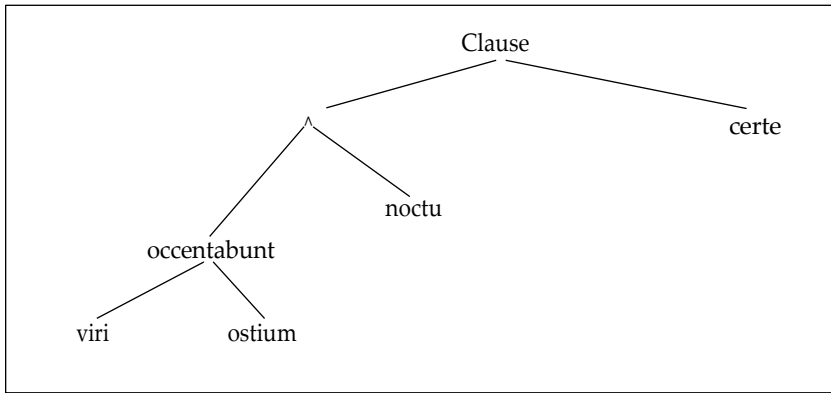 Clause
^
certe
noctu
occentabunt
viri ostium